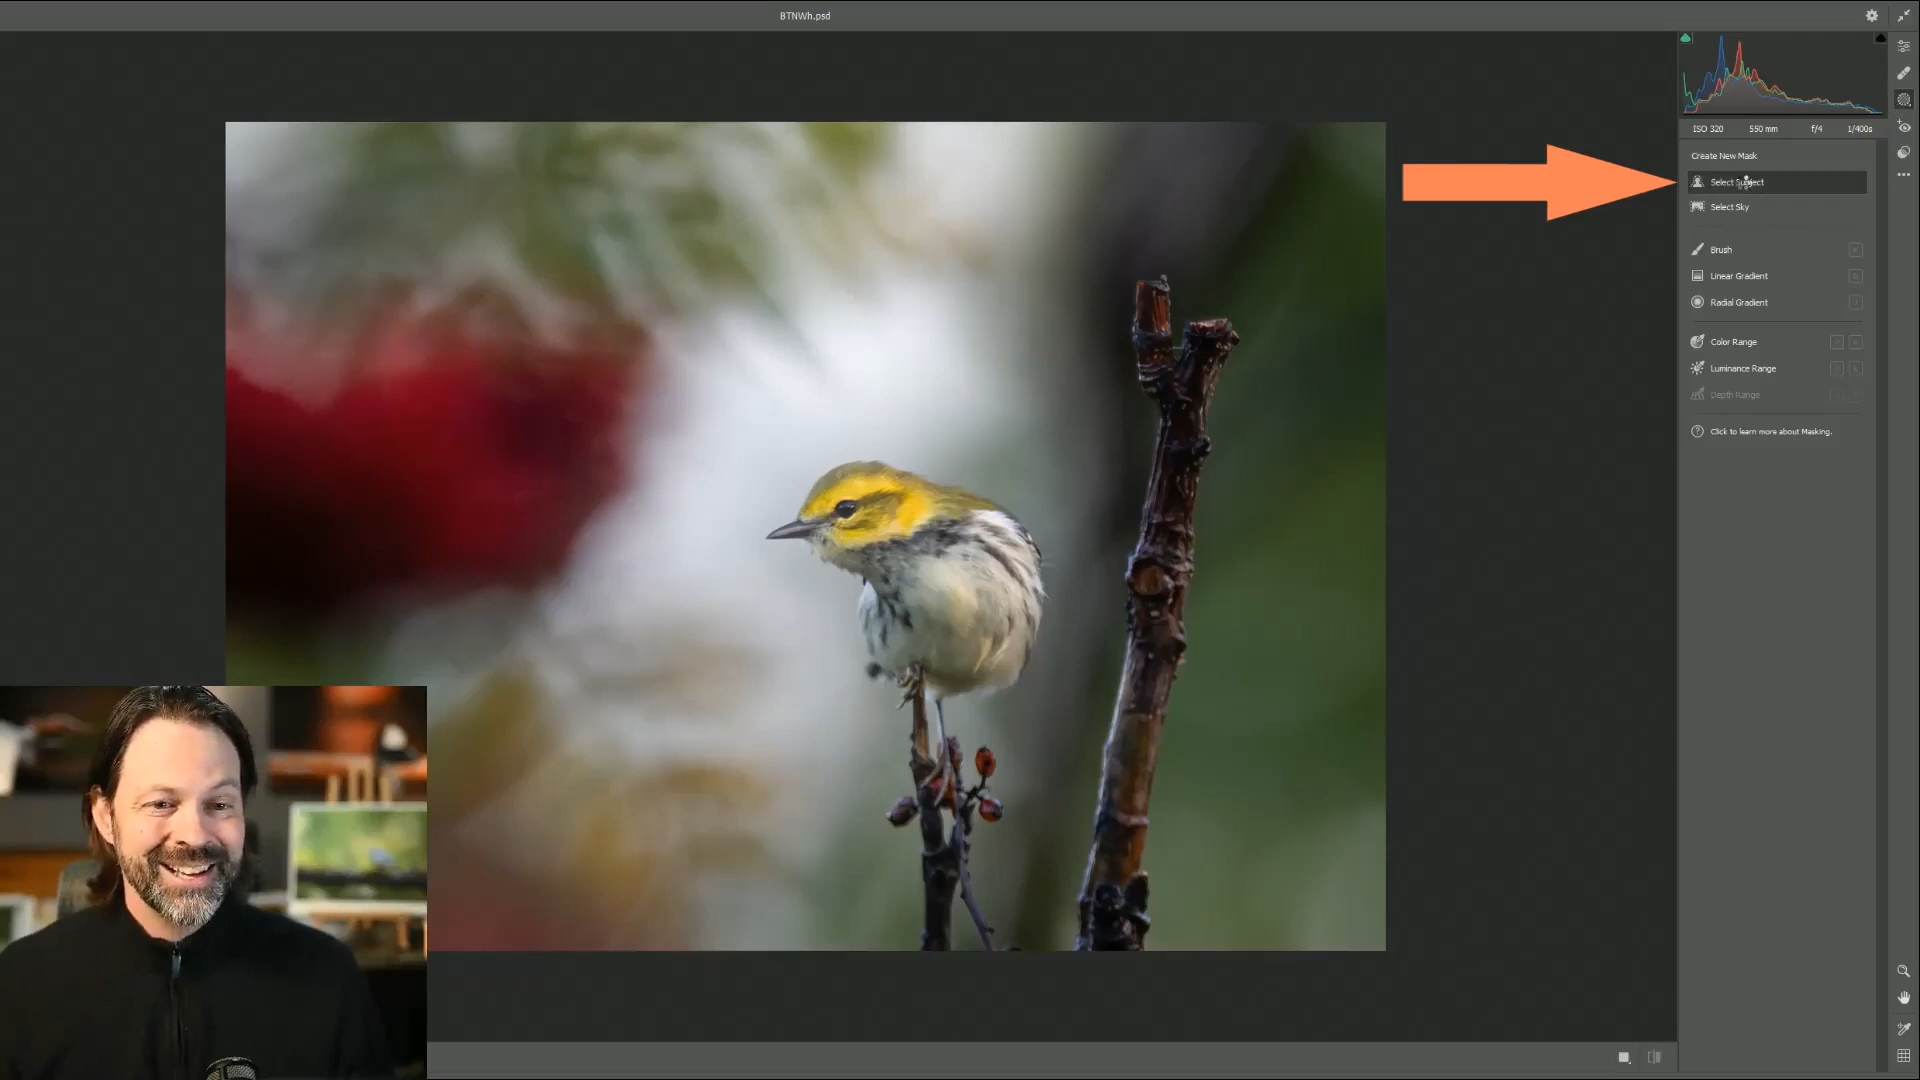 BTNWh.psd
ISO 320 550 mm f/4 1/400s
Create New Mask
Select Subject
Select Sky
Brush
Linear Gradient
Radial Gradient
Color Range
Luminance Range
Depth Range
Click to learn more about Masking.